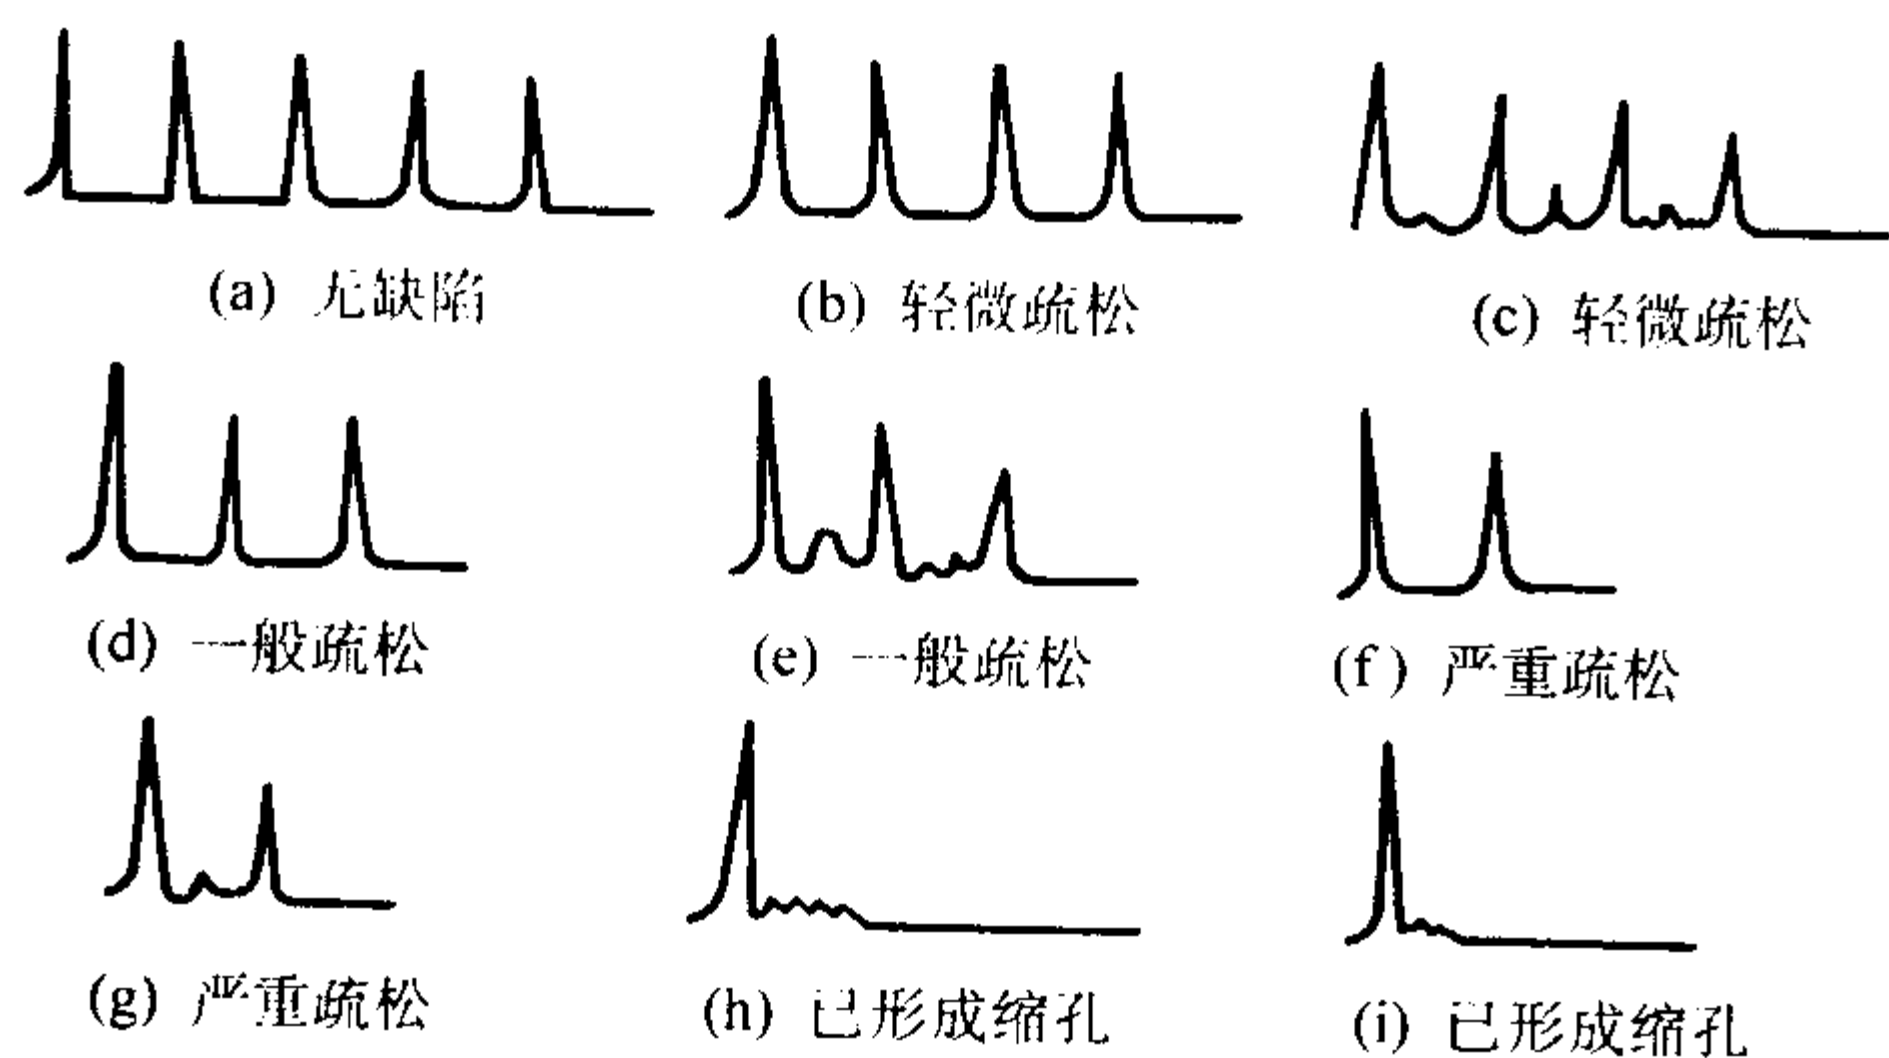 (a) 无缺陷
(b) 轻微疏松
(c) 轻微疏松
(d) 一般疏松
(e) 一般疏松
(f) 严重疏松
(g) 严重疏松
(h) 已形成缩孔
(i) 已形成缩孔